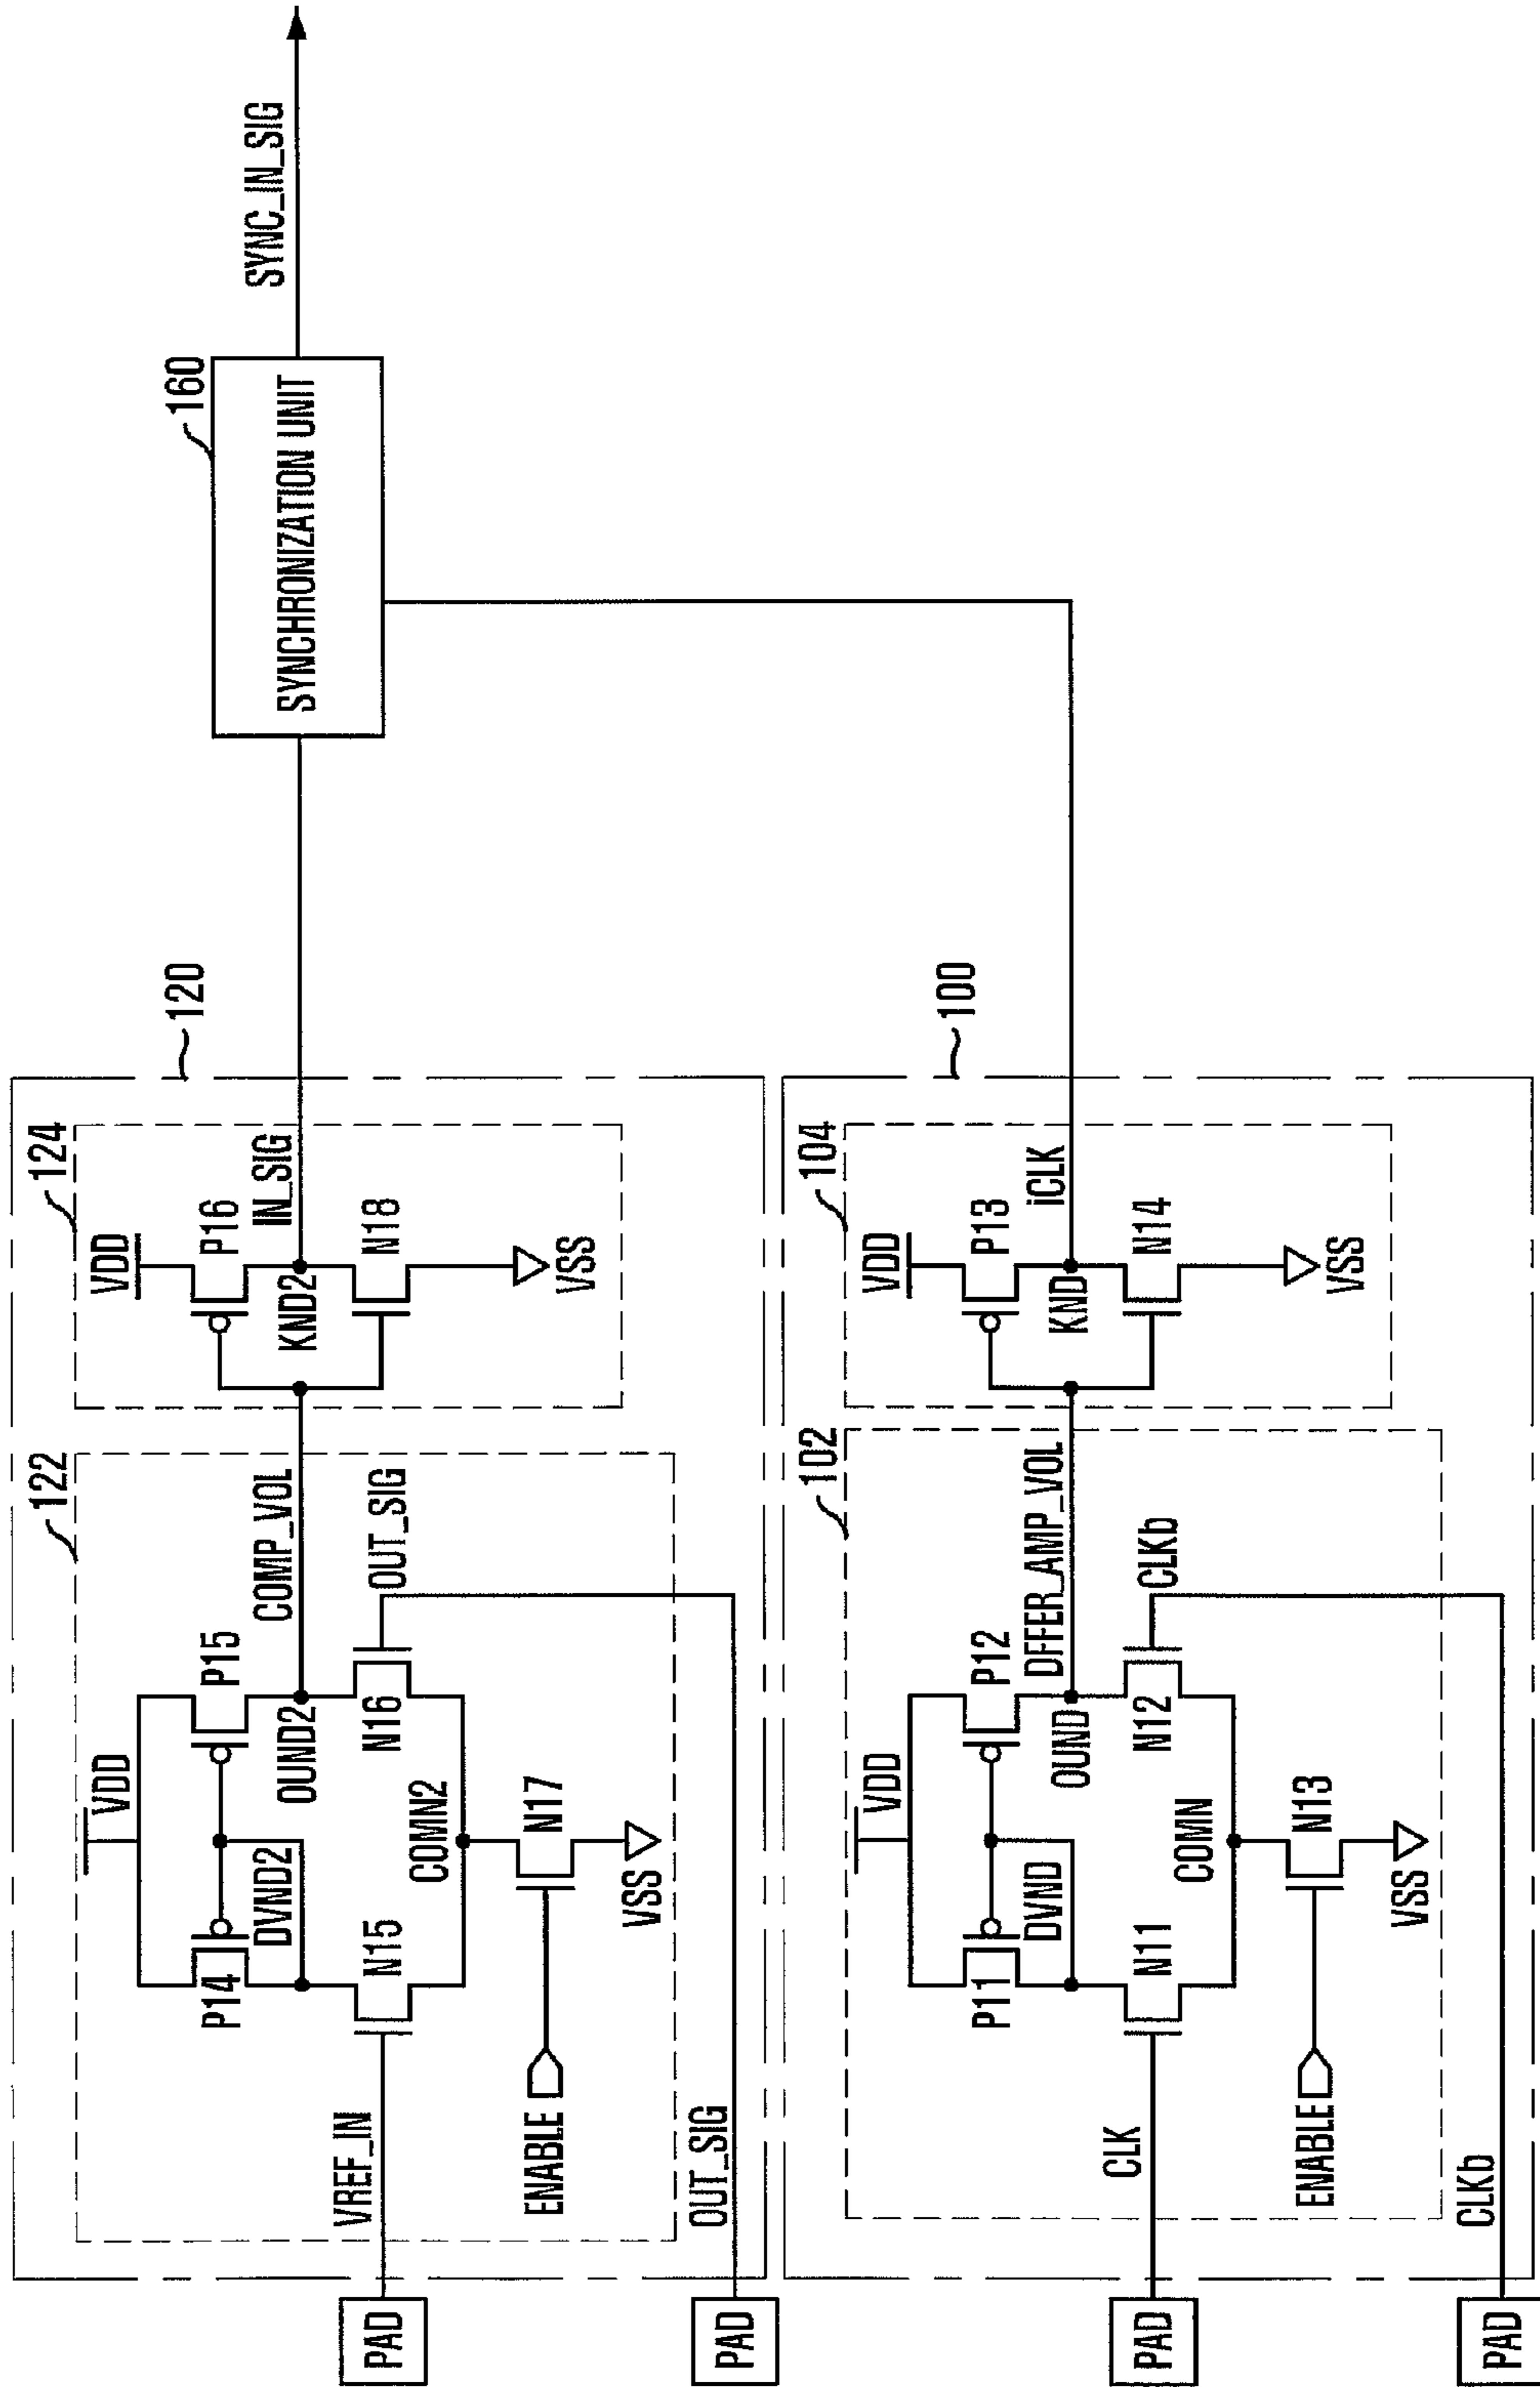 SYNC_IN_SIG
160
SYNCHRONIZATION UNIT
120
124
VDD
P16
IN_SIG
KND2
N18
VSS
122
COMP_VOL
OUT_SIG
VDD
P15
P14
DVND2
OUND2
N16
N15
COMN2
N17
VSS
VREF_IN
ENABLE
OUT_SIG
PAD
PAD
100
104
VDD
P13
iCLK
KND
N14
VSS
102
DFFER_AMP_VOL
CLKb
VDD
P12
P11
DVND
OUND
N12
N11
COMN
N13
VSS
CLK
ENABLE
CLKb
PAD
PAD